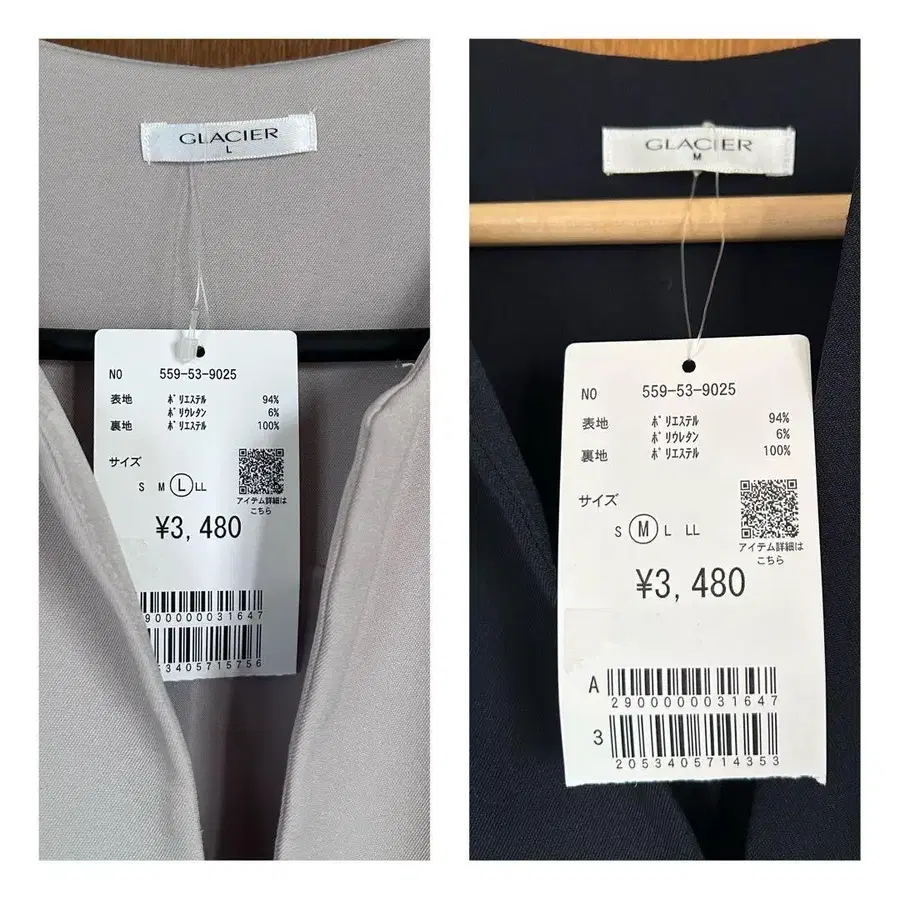 GLACIER
L
NO 559-53-9025
表地 ﾎﾟﾘｴｽﾃﾙ 94%
ﾎﾟﾘｳﾚﾀﾝ 6%
裏地 ﾎﾟﾘｴｽﾃﾙ 100%
サイズ
S M L LL
アイテム詳細は
こちら
¥3,480
900000031647
53405715756
GLACIER
M
NO 559-53-9025
表地 ﾎﾟﾘｴｽﾃﾙ 94%
ﾎﾟﾘｳﾚﾀﾝ 6%
裏地 ﾎﾟﾘｴｽﾃﾙ 100%
サイズ
S M L LL
アイテム詳細は
こちら
¥3,480
A
2900000031647
3
2053405714353